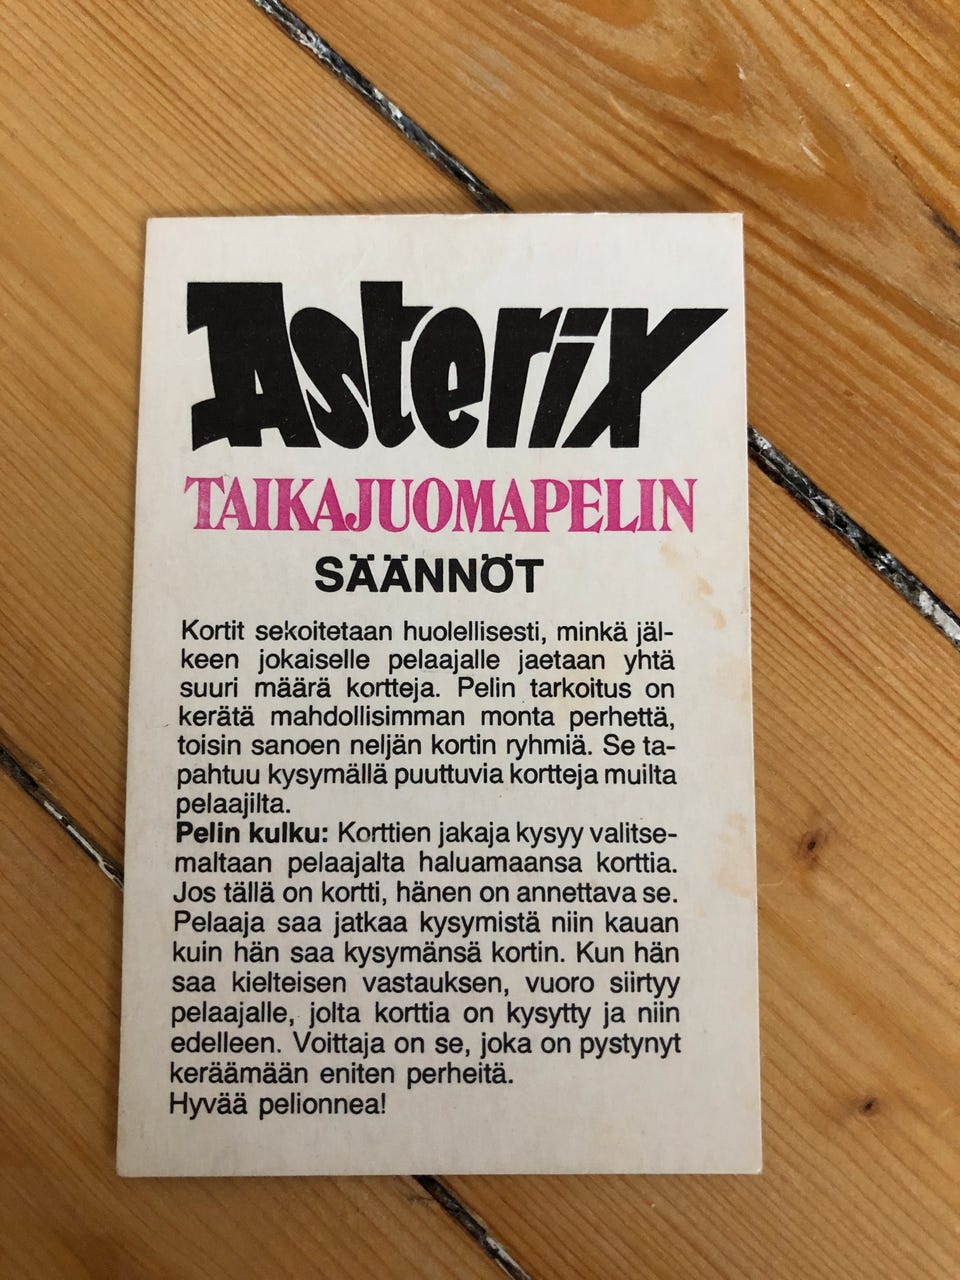 Asterix
TAIKAJUOMAPELIN
SÄÄNNÖT
Kortit sekoitetaan huolellisesti, minkä jäl-
keen jokaiselle pelaajalle jaetaan yhtä
suuri määrä kortteja. Pelin tarkoitus on
kerätä mahdollisimman monta perhettä,
toisin sanoen neljän kortin ryhmiä. Se ta-
pahtuu kysymällä puuttuvia kortteja muilta
pelaajilta.
Pelin kulku: Korttien jakaja kysyy valitse-
maltaan pelaajalta haluamaansa korttia.
Jos tällä on kortti, hänen on annettava se.
Pelaaja saa jatkaa kysymistä niin kauan
kuin hän saa kysymänsä kortin. Kun hän
saa kielteisen vastauksen, vuoro siirtyy
pelaajalle, jolta korttia on kysytty ja niin
edelleen. Voittaja on se, joka on pystynyt
keräämään eniten perheitä.
Hyvää pelionnea!